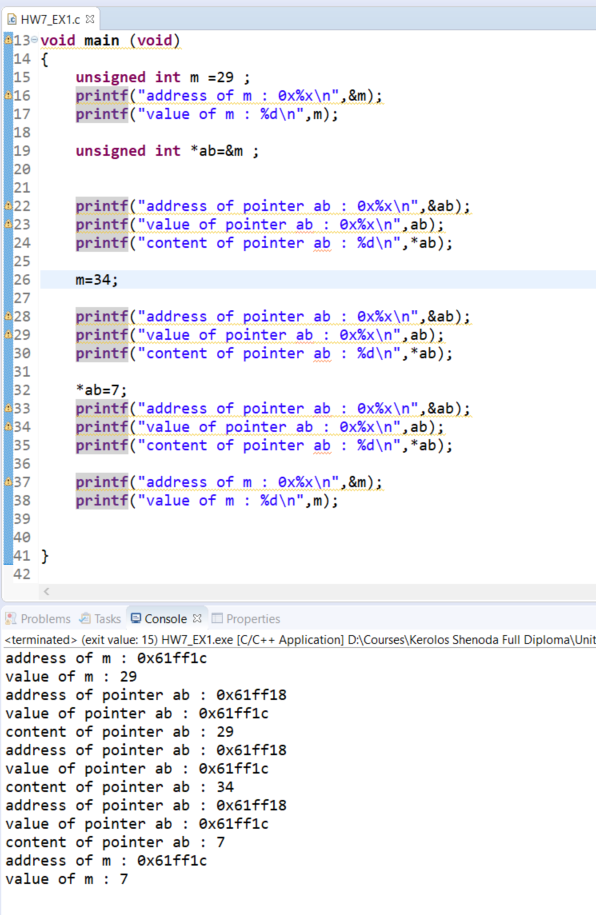 HW7_EX1.c
13 void main (void)
14 {
15 unsigned int m =29 ;
16 printf("address of m : 0x%x\n",&m);
17 printf("value of m : %d\n",m);
18
19 unsigned int *ab=&m ;
20
21
22 printf("address of pointer ab : 0x%x\n",&ab);
23 printf("value of pointer ab : 0x%x\n",ab);
24 printf("content of pointer ab : %d\n",*ab);
25
26 m=34;
27
28 printf("address of pointer ab : 0x%x\n",&ab);
29 printf("value of pointer ab : 0x%x\n",ab);
30 printf("content of pointer ab : %d\n",*ab);
31
32 *ab=7;
33 printf("address of pointer ab : 0x%x\n",&ab);
34 printf("value of pointer ab : 0x%x\n",ab);
35 printf("content of pointer ab : %d\n",*ab);
36
37 printf("address of m : 0x%x\n",&m);
38 printf("value of m : %d\n",m);
39
40
41 }
42
Problems Tasks Console Properties
<terminated> (exit value: 15) HW7_EX1.exe [C/C++ Application] D:\Courses\Kerolos Shenoda Full Diploma\Unit
address of m : 0x61ff1c
value of m : 29
address of pointer ab : 0x61ff18
value of pointer ab : 0x61ff1c
content of pointer ab : 29
address of pointer ab : 0x61ff18
value of pointer ab : 0x61ff1c
content of pointer ab : 34
address of pointer ab : 0x61ff18
value of pointer ab : 0x61ff1c
content of pointer ab : 7
address of m : 0x61ff1c
value of m : 7